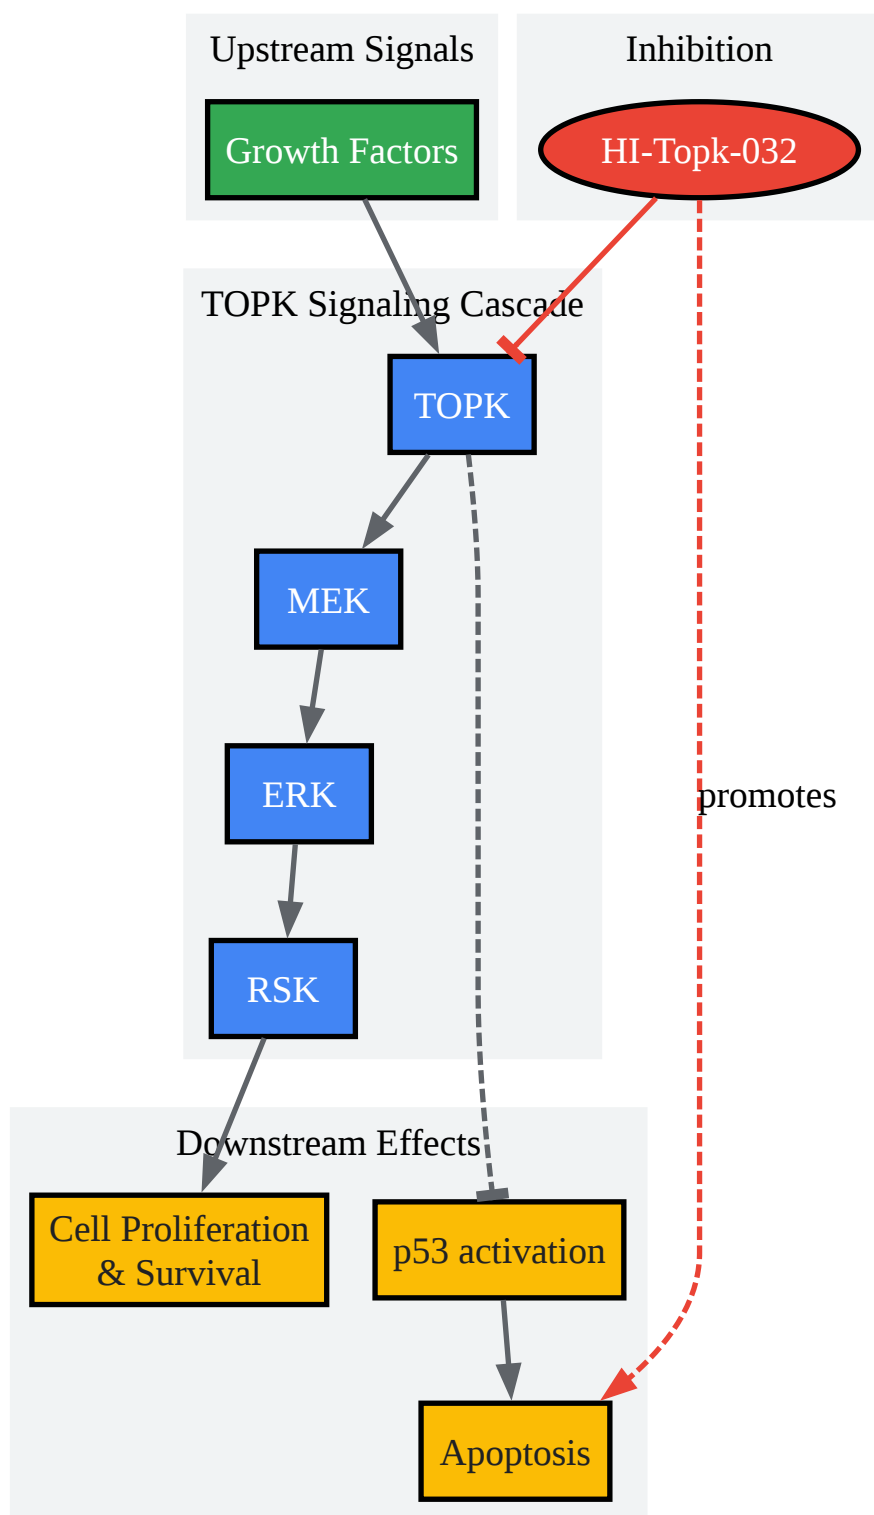 Upstream Signals
Inhibition
Growth Factors
HI-Topk-032
TOPK Signaling Cascade
TOPK
MEK
ERK
promotes
RSK
Downstream Effects
Cell Proliferation
& Survival
p53 activation
Apoptosis